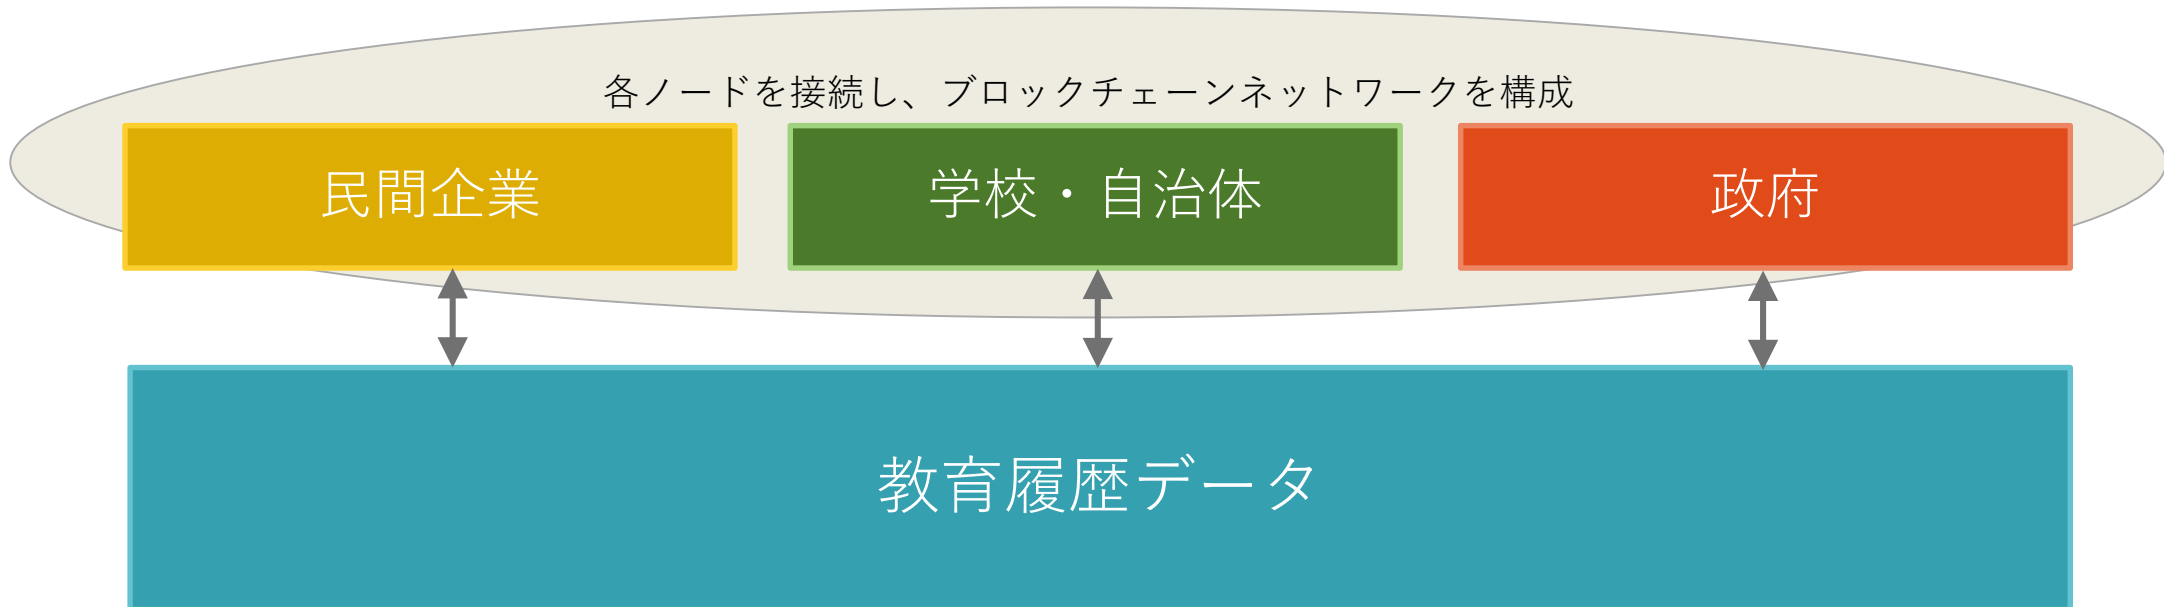 各ノードを接続し、ブロックチェーンネットワークを構成
民間企業
学校・自治体
政府
教育履歴データ